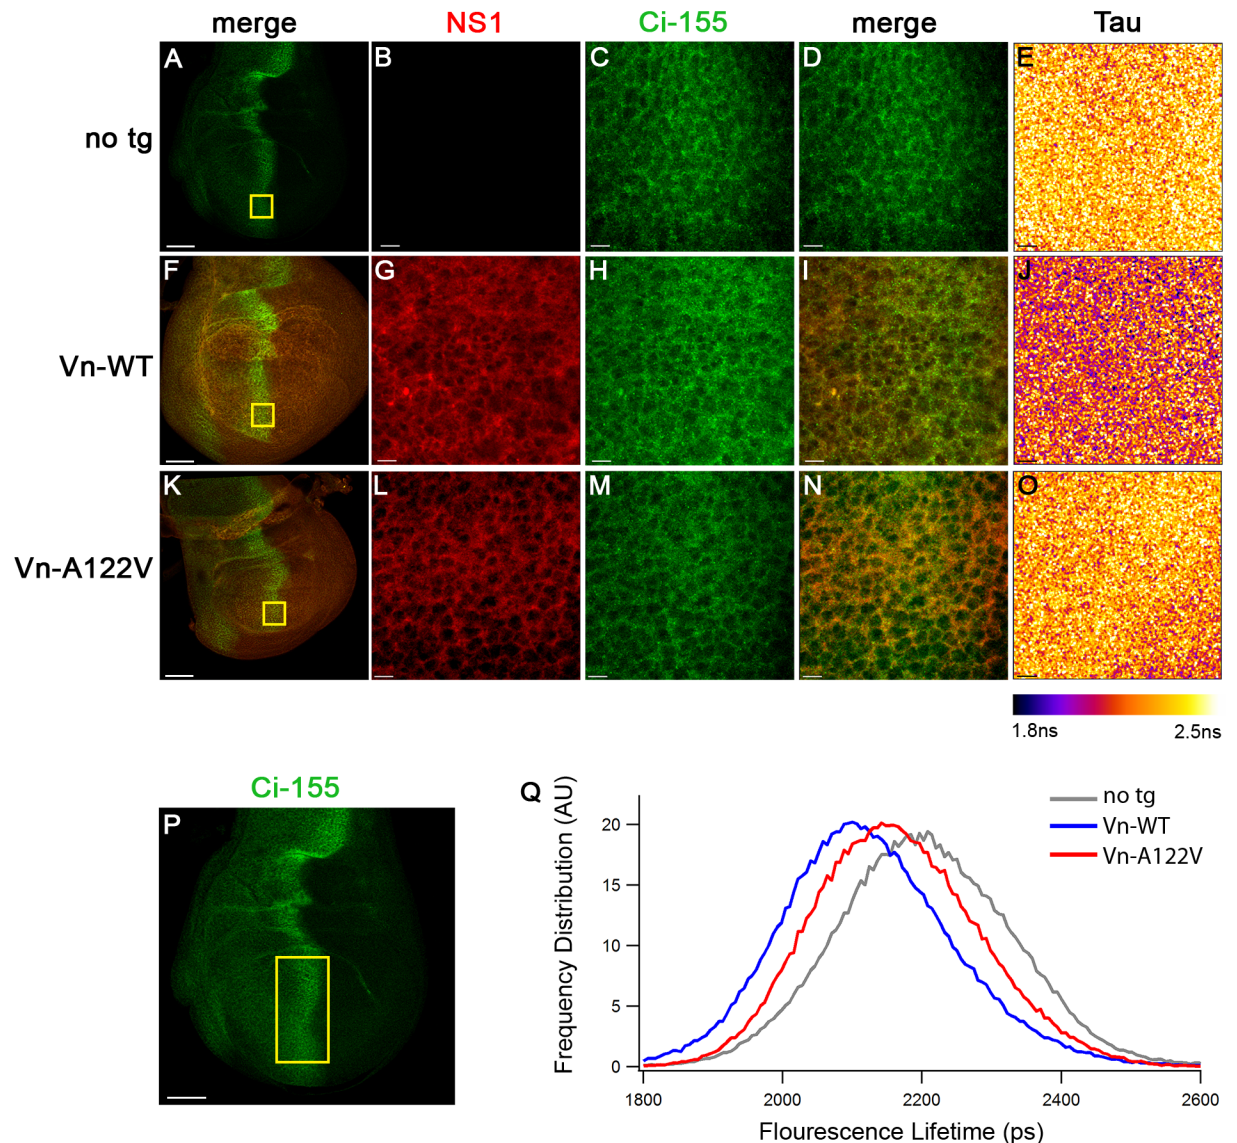 merge NS1 Ci-155 merge Tau
A B C D E
no tg
F G H I J
Vn-WT
K L M N O
Vn-A122V
1.8ns 2.5ns
Ci-155
P
Q
Frequency Distribution (AU)
20
15
10
5
0
no tg
Vn-WT
Vn-A122V
1800 2000 2200 2400 2600
Flourescence Lifetime (ps)